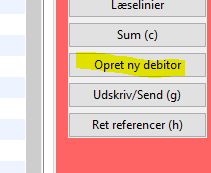 Læselinier
Sum (c)
Opret ny debitor
Udskriv/Send (g)
Ret referencer (h)